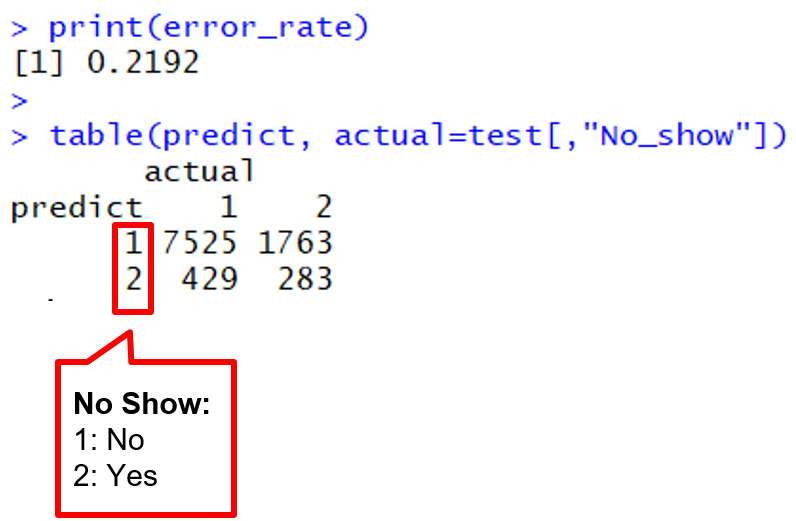 > print(error_rate)
[1] 0.2192
>
> table(predict, actual=test[,"No_show"])
actual
predict 1 2
1 7525 1763
2 429 283
.
No Show:
1: No
2: Yes